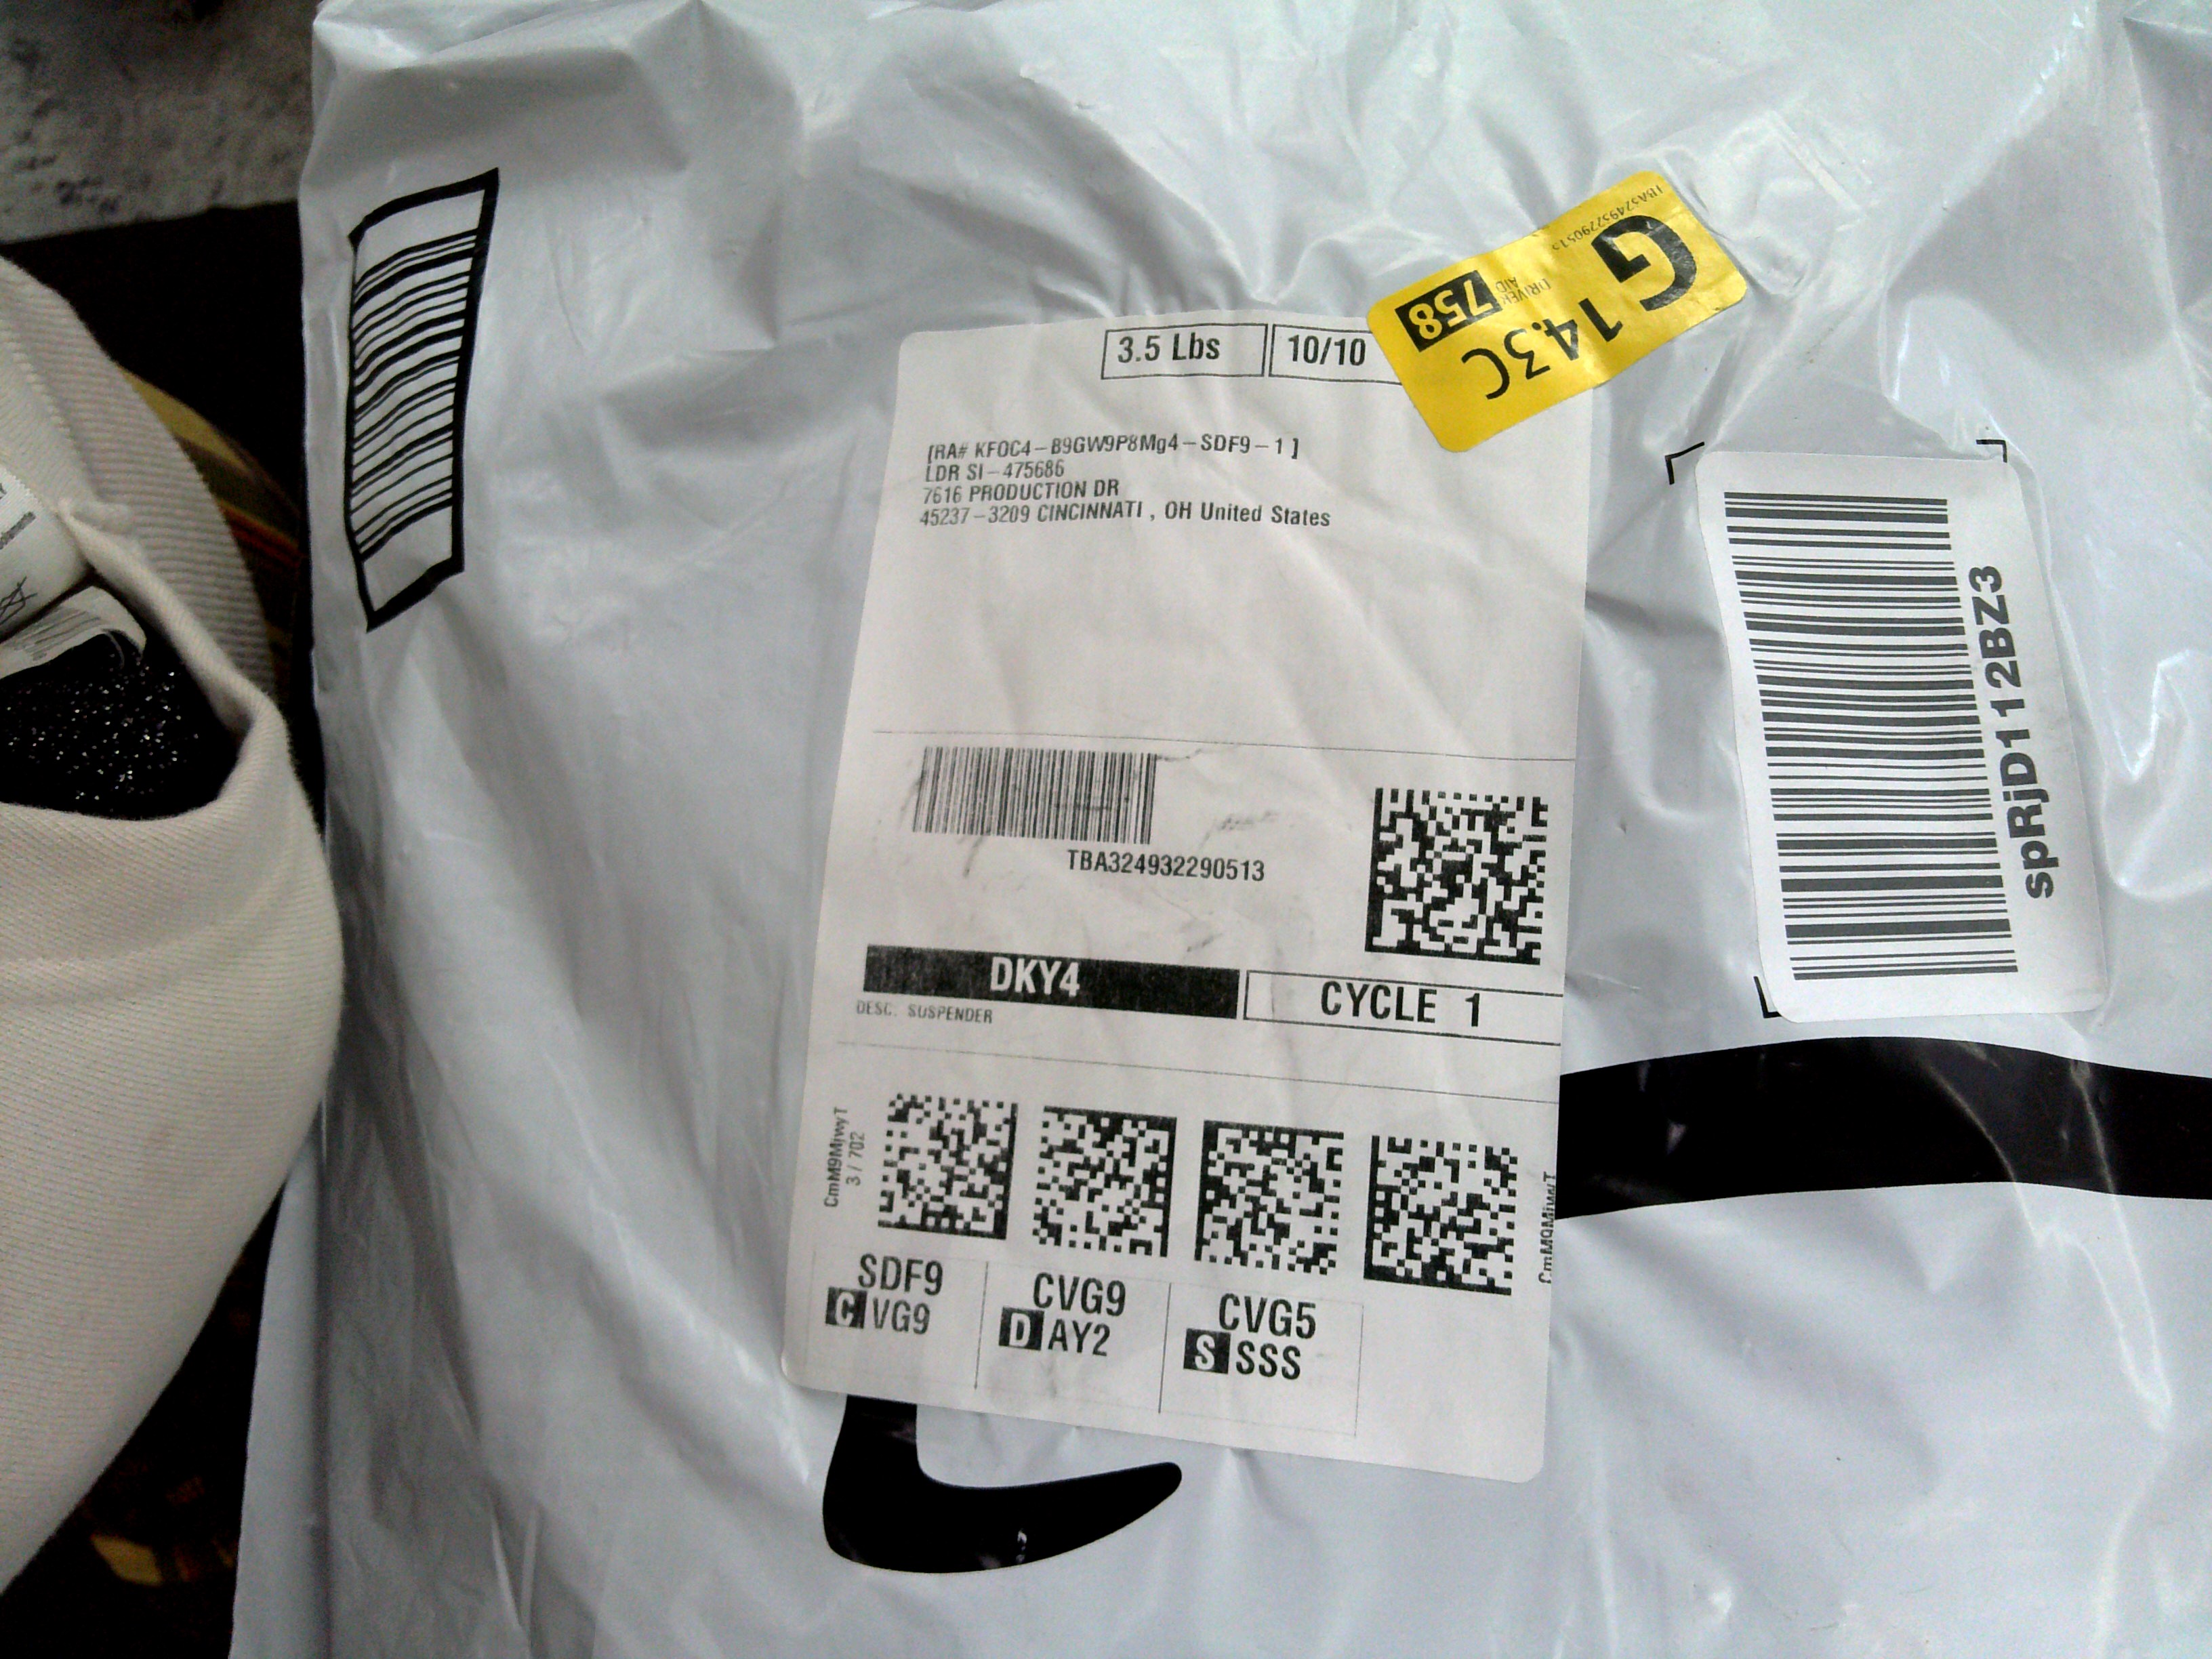 3.5 Lbs 10/10
G 14.3C
DRIVER AID 758
[RA# KFOC4-B9GW9P8Mg4-SDF9-1 ]
LDR SI-475686
7616 PRODUCTION DR
45237-3209 CINCINNATI , OH United States
spRjD112BZ3
TBA324932290513
DKY4 CYCLE 1
DESC. SUSPENDER
CmM9MjwyT
3 / 702
SDF9 CVG9 CVG5
C VG9 D AY2 S SSS